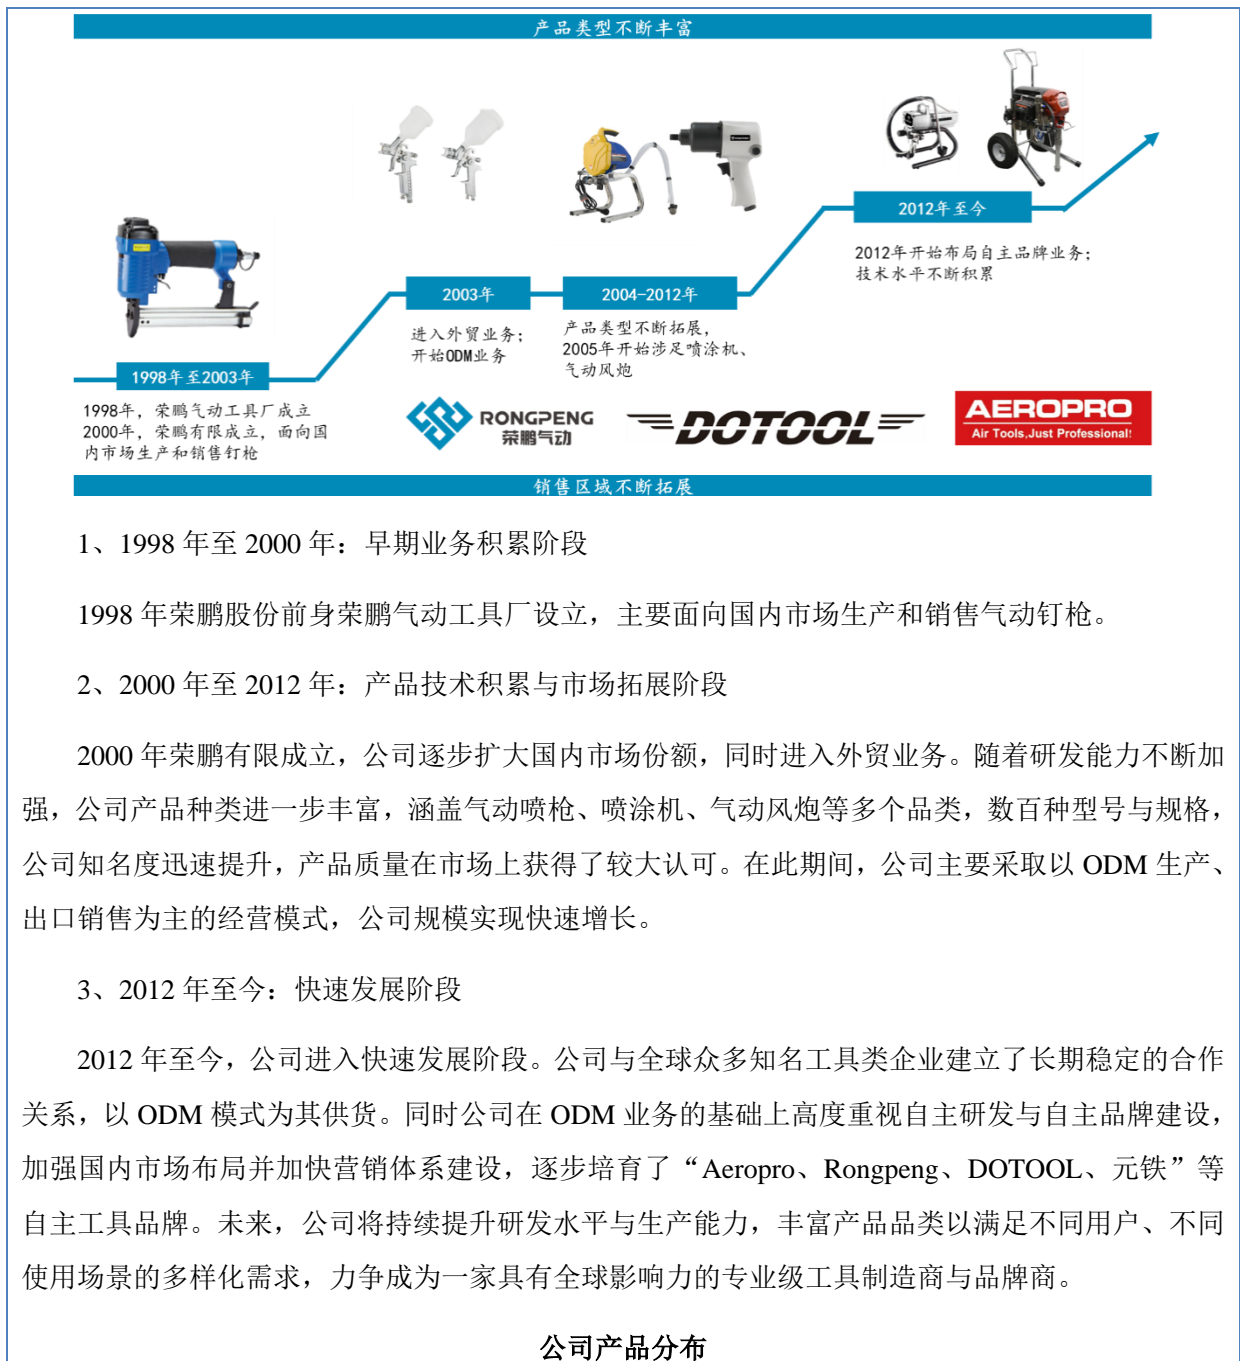 产品类型不断丰富
2012年至今
2012年开始布局自主品牌业务；
技术水平不断积累
2003年
2004-2012年
进入外贸业务；
开始ODM业务
产品类型不断拓展，
2005年开始涉足喷涂机、
气动风炮
1998年至2003年
1998年，荣鹏气动工具厂成立
2000年，荣鹏有限成立，面向国
内市场生产和销售钉枪
RONGPENG
荣鹏气动
DOTOOL
AEROPRO
Air Tools,Just Professional!
销售区域不断拓展
1、1998 年至 2000 年：早期业务积累阶段
1998 年荣鹏股份前身荣鹏气动工具厂设立，主要面向国内市场生产和销售气动钉枪。
2、2000 年至 2012 年：产品技术积累与市场拓展阶段
2000 年荣鹏有限成立，公司逐步扩大国内市场份额，同时进入外贸业务。随着研发能力不断加
强，公司产品种类进一步丰富，涵盖气动喷枪、喷涂机、气动风炮等多个品类，数百种型号与规格，
公司知名度迅速提升，产品质量在市场上获得了较大认可。在此期间，公司主要采取以 ODM 生产、
出口销售为主的经营模式，公司规模实现快速增长。
3、2012 年至今：快速发展阶段
2012 年至今，公司进入快速发展阶段。公司与全球众多知名工具类企业建立了长期稳定的合作
关系，以 ODM 模式为其供货。同时公司在 ODM 业务的基础上高度重视自主研发与自主品牌建设，
加强国内市场布局并加快营销体系建设，逐步培育了“Aeropro、Rongpeng、DOTOOL、元铁”等
自主工具品牌。未来，公司将持续提升研发水平与生产能力，丰富产品品类以满足不同用户、不同
使用场景的多样化需求，力争成为一家具有全球影响力的专业级工具制造商与品牌商。
公司产品分布